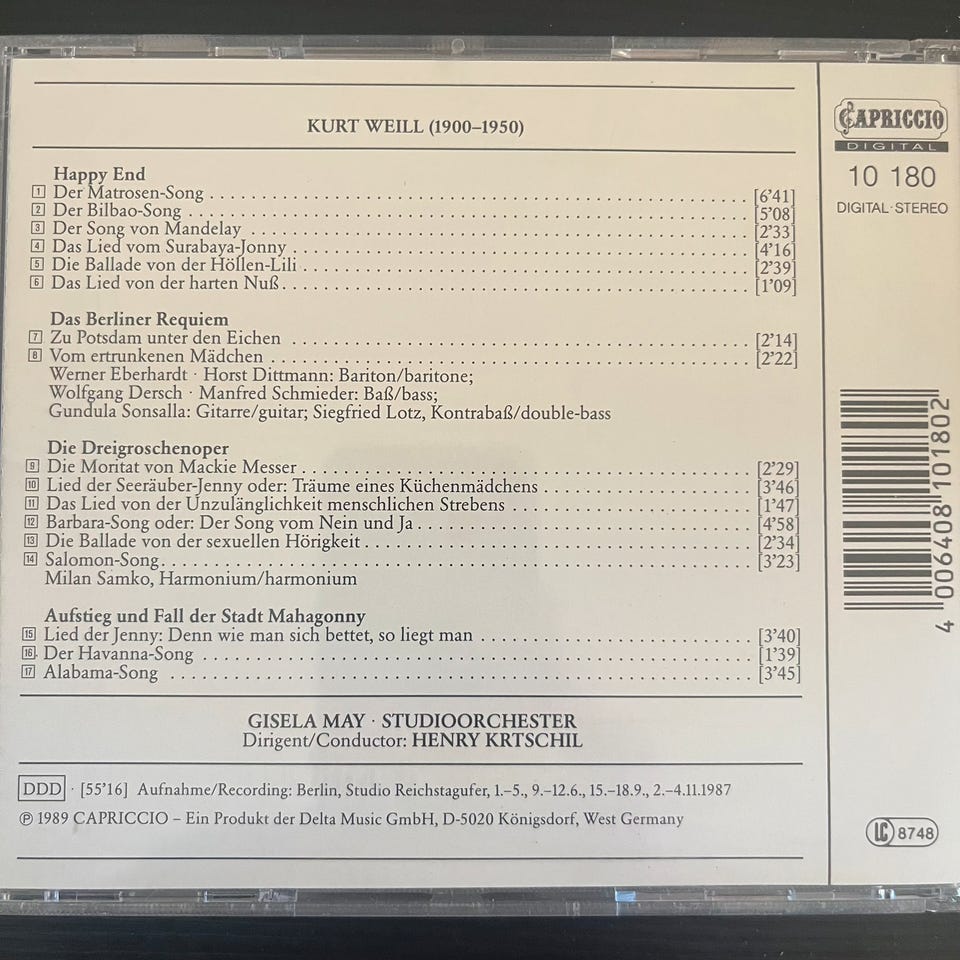 KURT WEILL (1900–1950)
Happy End
1 Der Matrosen-Song [6'41]
2 Der Bilbao-Song [5'08]
3 Der Song von Mandelay [2'33]
4 Das Lied vom Surabaya-Jonny [4'16]
5 Die Ballade von der Höllen-Lili [2'39]
6 Das Lied von der harten Nuß [1'09]
Das Berliner Requiem
7 Zu Potsdam unter den Eichen [2'14]
8 Vom ertrunkenen Mädchen [2'22]
Werner Eberhardt · Horst Dittmann: Bariton/baritone;
Wolfgang Dersch · Manfred Schmieder: Baß/bass;
Gundula Sonsalla: Gitarre/guitar; Siegfried Lotz, Kontrabaß/double-bass
Die Dreigroschenoper
9 Die Moritat von Mackie Messer [2'29]
10 Lied der Seeräuber-Jenny oder: Träume eines Küchenmädchens [3'46]
11 Das Lied von der Unzulänglichkeit menschlichen Strebens [1'47]
12 Barbara-Song oder: Der Song vom Nein und Ja [4'58]
13 Die Ballade von der sexuellen Hörigkeit [2'34]
14 Salomon-Song [3'23]
Milan Samko, Harmonium/harmonium
Aufstieg und Fall der Stadt Mahagonny
15 Lied der Jenny: Denn wie man sich bettet, so liegt man [3'40]
16 Der Havanna-Song [1'39]
17 Alabama-Song [3'45]
GISELA MAY · STUDIOORCHESTER
Dirigent/Conductor: HENRY KRTSCHIL
DDD · [55'16] Aufnahme/Recording: Berlin, Studio Reichstagufer, 1.–5., 9.–12.6., 15.–18.9., 2.–4.11.1987
℗ 1989 CAPRICCIO – Ein Produkt der Delta Music GmbH, D-5020 Königsdorf, West Germany
CAPRICCIO
DIGITAL
10 180
DIGITAL·STEREO
4 006408 101802
LC 8748